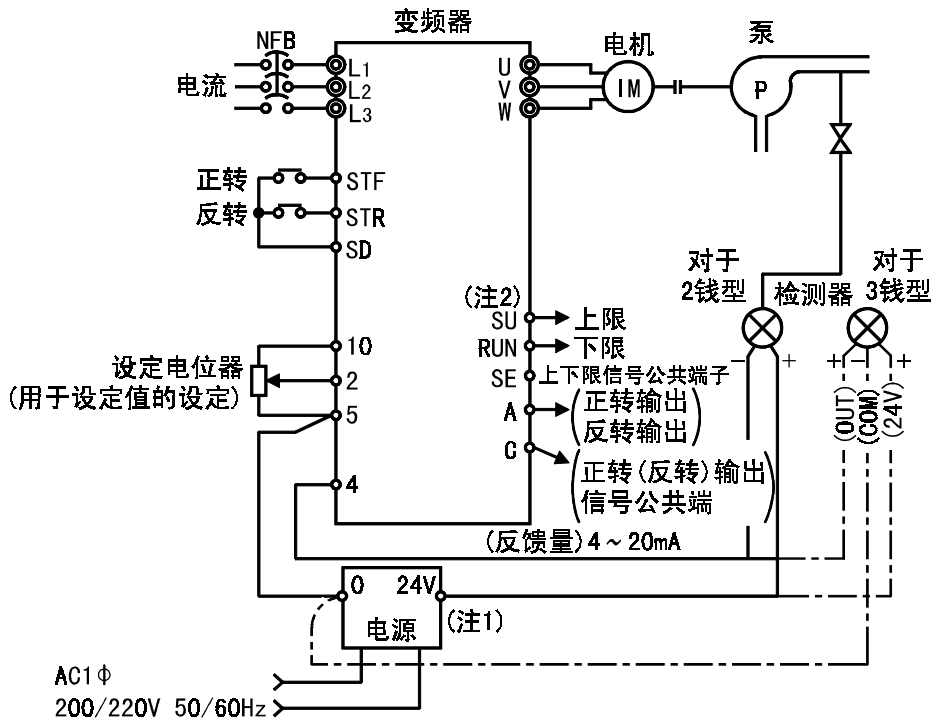 变频器
NFB
电流
L1
L2
L3
U
V
W
电机
IM
泵
P
正转
反转
STF
STR
SD
设定电位器
(用于设定值的设定)
10
2
5
4
(注2)
SU
上限
RUN
下限
SE
上下限信号公共端子
A
(正转输出
反转输出)
C
(正转(反转)输出
信号公共端)
对于
2钱型
检测器
对于
3钱型
- +
+ - +
(OUT)
(COM)
(24V)
(反馈量)4~20mA
0
24V
电源
(注1)
AC1ϕ
200/220V 50/60Hz